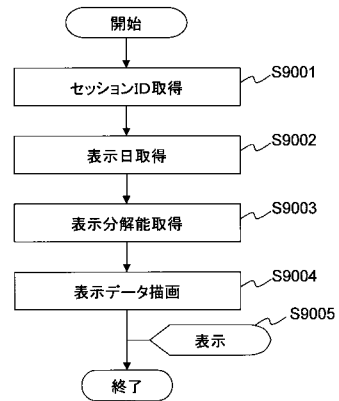 開始
セッションID取得
S9001
表示日取得
S9002
表示分解能取得
S9003
表示データ描画
S9004
表示
S9005
終了